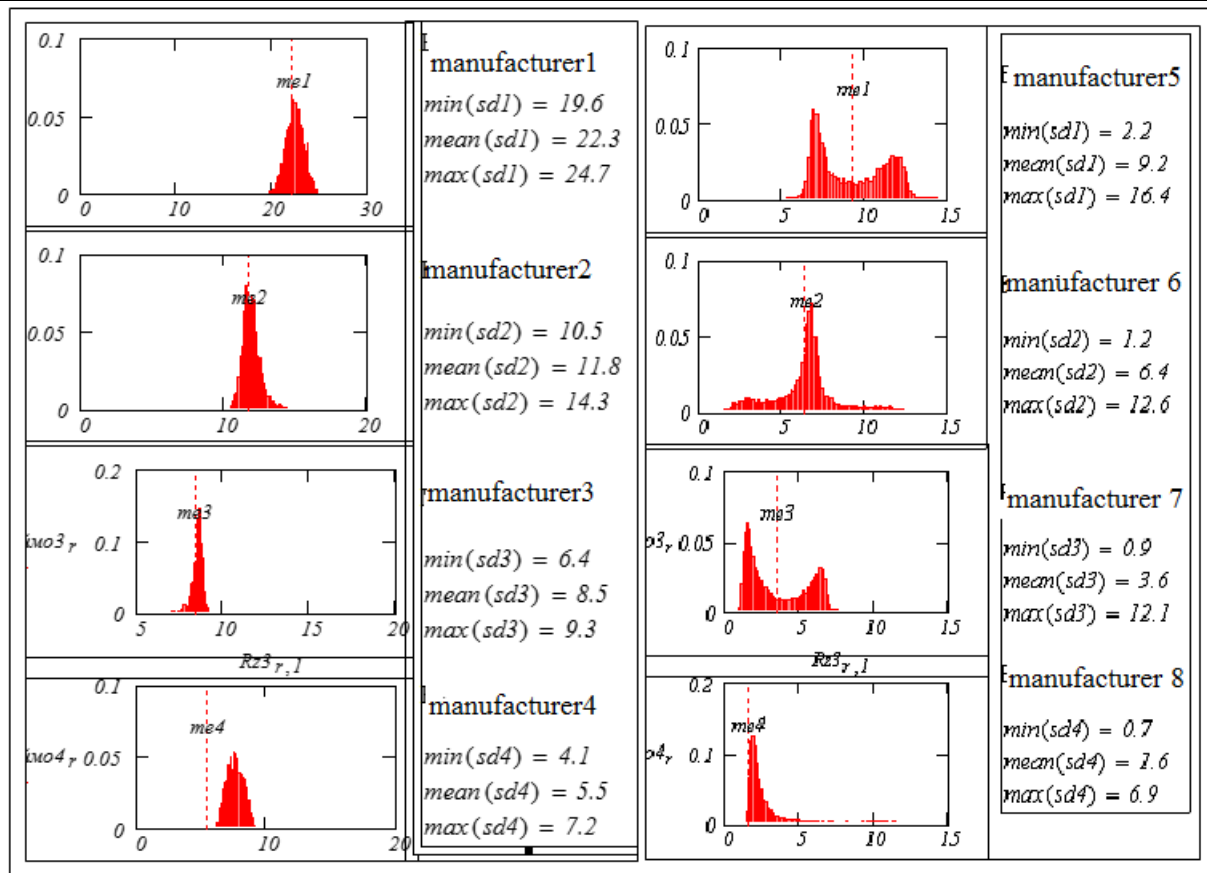 0.1
me1
0.05
0
0 10 20 30
manufacturer1
min(sd1) = 19.6
mean(sd1) = 22.3
max(sd1) = 24.7
0.1
me2
0.05
0
0 10 20
manufacturer2
min(sd2) = 10.5
mean(sd2) = 11.8
max(sd2) = 14.3
0.2
me3
0.1
0
5 10 15 20
Rz3 r,1
manufacturer3
min(sd3) = 6.4
mean(sd3) = 8.5
max(sd3) = 9.3
0.1
me4
0.05
0
0 10 20
manufacturer4
min(sd4) = 4.1
mean(sd4) = 5.5
max(sd4) = 7.2
0.1
me1
0.05
0
0 5 10 15
manufacturer5
min(sd1) = 2.2
mean(sd1) = 9.2
max(sd1) = 16.4
0.1
me2
0.05
0
0 5 10 15
manufacturer 6
min(sd2) = 1.2
mean(sd2) = 6.4
max(sd2) = 12.6
0.1
me3
0.05
0
0 5 10 15
Rz3 r,1
manufacturer 7
min(sd3) = 0.9
mean(sd3) = 3.6
max(sd3) = 12.1
0.2
0.1
0
0 5 10 15
manufacturer 8
min(sd4) = 0.7
mean(sd4) = 1.6
max(sd4) = 6.9